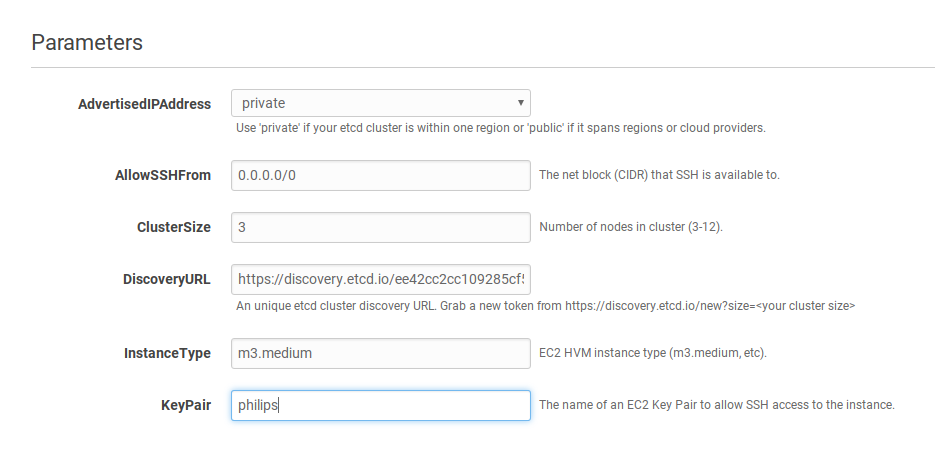 Parameters
AdvertisedIPAddress private
Use 'private' if your etcd cluster is within one region or 'public' if it spans regions or cloud providers.
AllowSSHFrom 0.0.0.0/0 The net block (CIDR) that SSH is available to.
ClusterSize 3 Number of nodes in cluster (3-12).
DiscoveryURL https://discovery.etcd.io/ee42cc2cc109285cf5
An unique etcd cluster discovery URL. Grab a new token from https://discovery.etcd.io/new?size=<your cluster size>
InstanceType m3.medium EC2 HVM instance type (m3.medium, etc).
KeyPair philips The name of an EC2 Key Pair to allow SSH access to the instance.